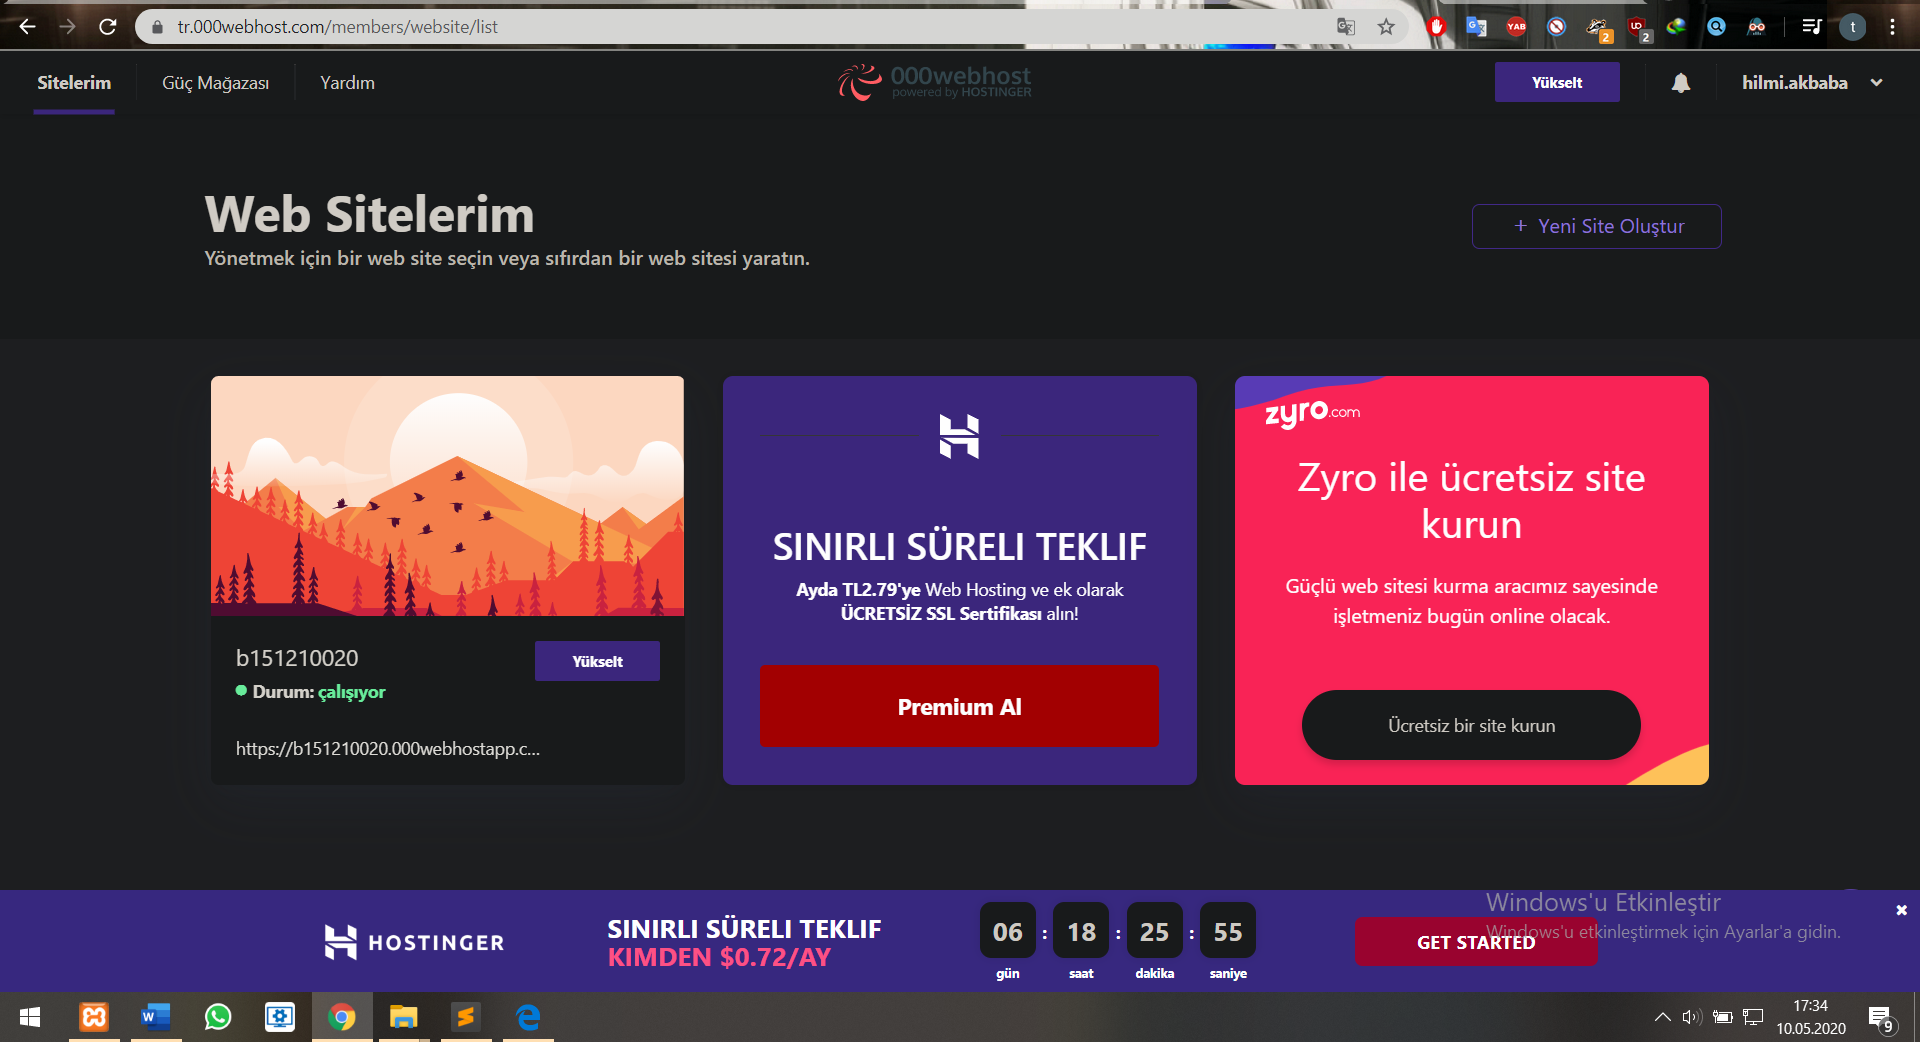 tr.000webhost.com/members/website/list
YAB
2
2
t
Sitelerim
Güç Mağazası
Yardım
000webhost
powered by HOSTINGER
Yükselt
hilmi.akbaba
Web Sitelerim
Yönetmek için bir web site seçin veya sıfırdan bir web sitesi yaratın.
+ Yeni Site Oluştur
b151210020
Yükselt
Durum: çalışıyor
https://b151210020.000webhostapp.c...
SINIRLI SÜRELI TEKLIF
Ayda TL2.79'ye Web Hosting ve ek olarak
ÜCRETSİZ SSL Sertifikası alın!
Premium Al
zyro.com
Zyro ile ücretsiz site
kurun
Güçlü web sitesi kurma aracımız sayesinde
işletmeniz bugün online olacak.
Ücretsiz bir site kurun
HOSTINGER
SINIRLI SÜRELI TEKLIF
KIMDEN $0.72/AY
06 : 18 : 25 : 55
gün saat dakika saniye
GET STARTED
Windows'u Etkinleştir
Windows'u etkinleştirmek için Ayarlar'a gidin.
17:34
10.05.2020
9